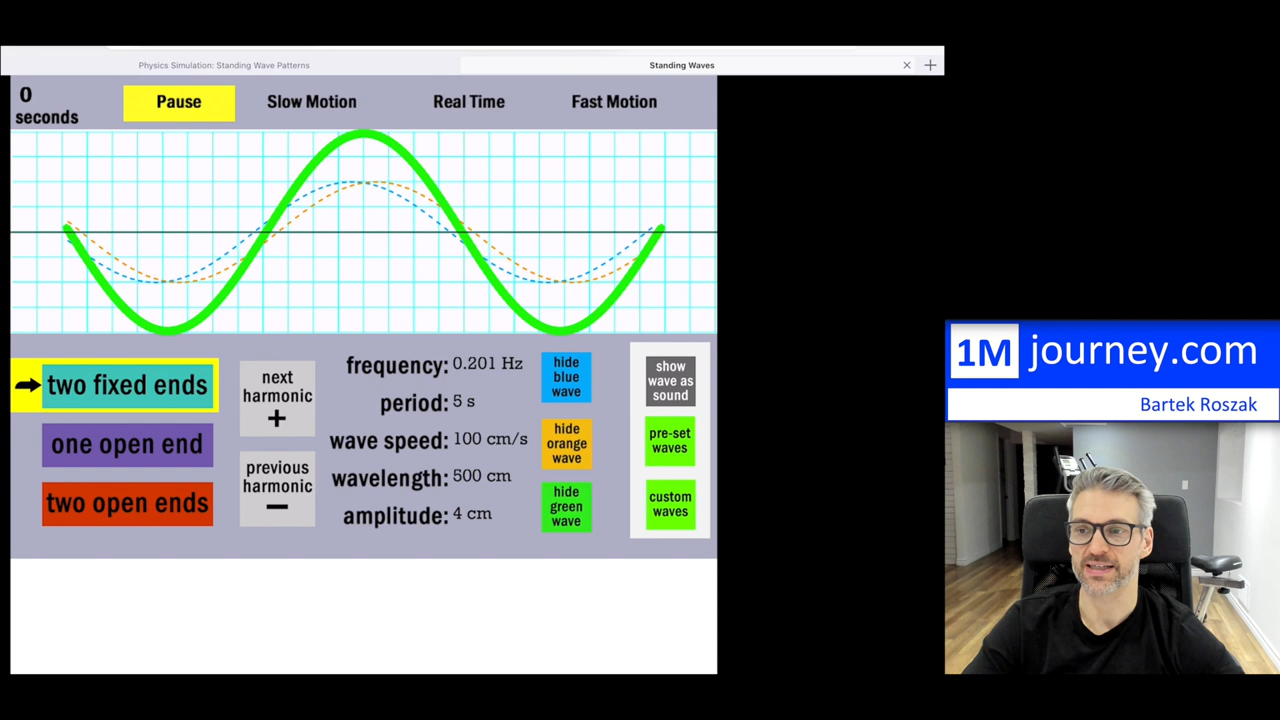 Physics Simulation: Standing Wave Patterns
Standing Waves
0
seconds
Pause
Slow Motion
Real Time
Fast Motion
two fixed ends
one open end
two open ends
next
harmonic
+
previous
harmonic
−
frequency: 0.201 Hz
period: 5 s
wave speed: 100 cm/s
wavelength: 500 cm
amplitude: 4 cm
hide
blue
wave
hide
orange
wave
hide
green
wave
show
wave as
sound
pre-set
waves
custom
waves
1M journey.com
Bartek Roszak